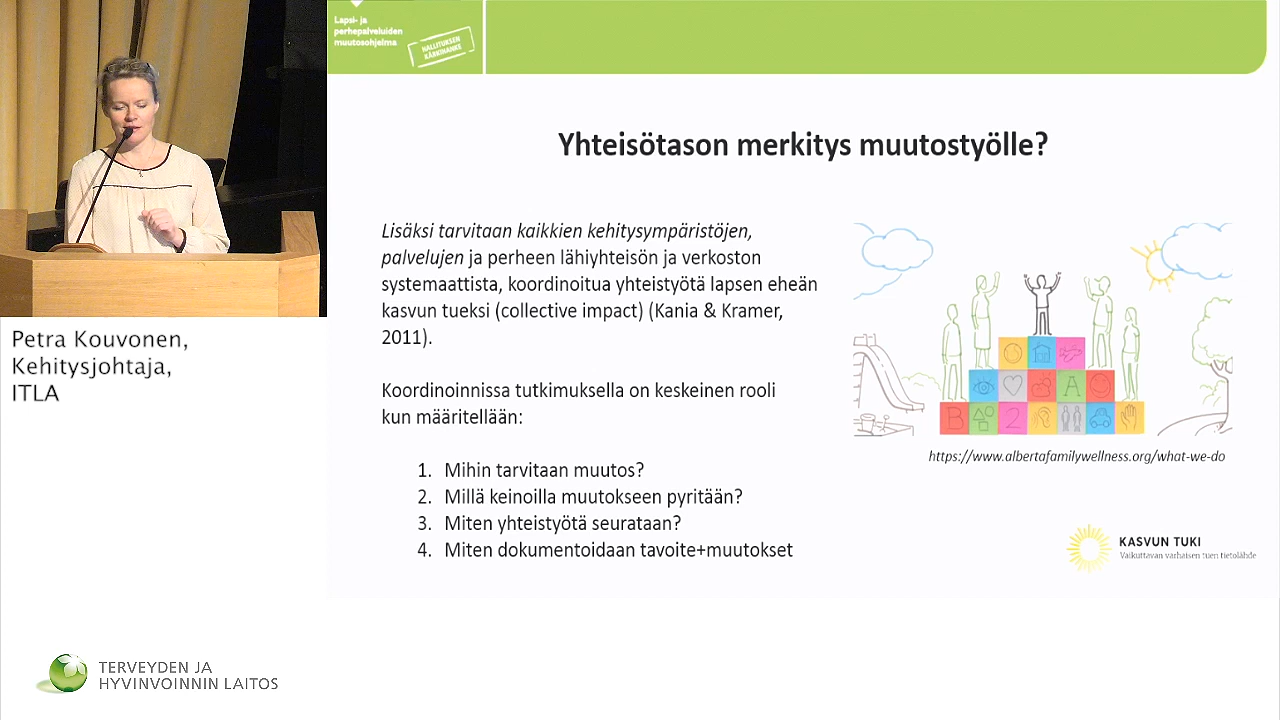 Lapsi- ja
perhepalveluiden
muutosohjelma
HALLITUKSEN
KÄRKIHANKE
Yhteisötason merkitys muutostyölle?
Lisäksi tarvitaan kaikkien kehitysympäristöjen,
palvelujen ja perheen lähiyhteisön ja verkoston
systemaattista, koordinoitua yhteistyötä lapsen eheän
kasvun tueksi (collective impact) (Kania & Kramer,
2011).
Koordinoinnissa tutkimuksella on keskeinen rooli
kun määritellään:
1. Mihin tarvitaan muutos?
2. Millä keinoilla muutokseen pyritään?
3. Miten yhteistyötä seurataan?
4. Miten dokumentoidaan tavoite+muutokset
A
B
2
https://www.albertafamilywellness.org/what-we-do
KASVUN TUKI
Vaikuttavan varhaisen tuen tietolähde
Petra Kouvonen,
Kehitysjohtaja,
ITLA
TERVEYDEN JA
HYVINVOINNIN LAITOS